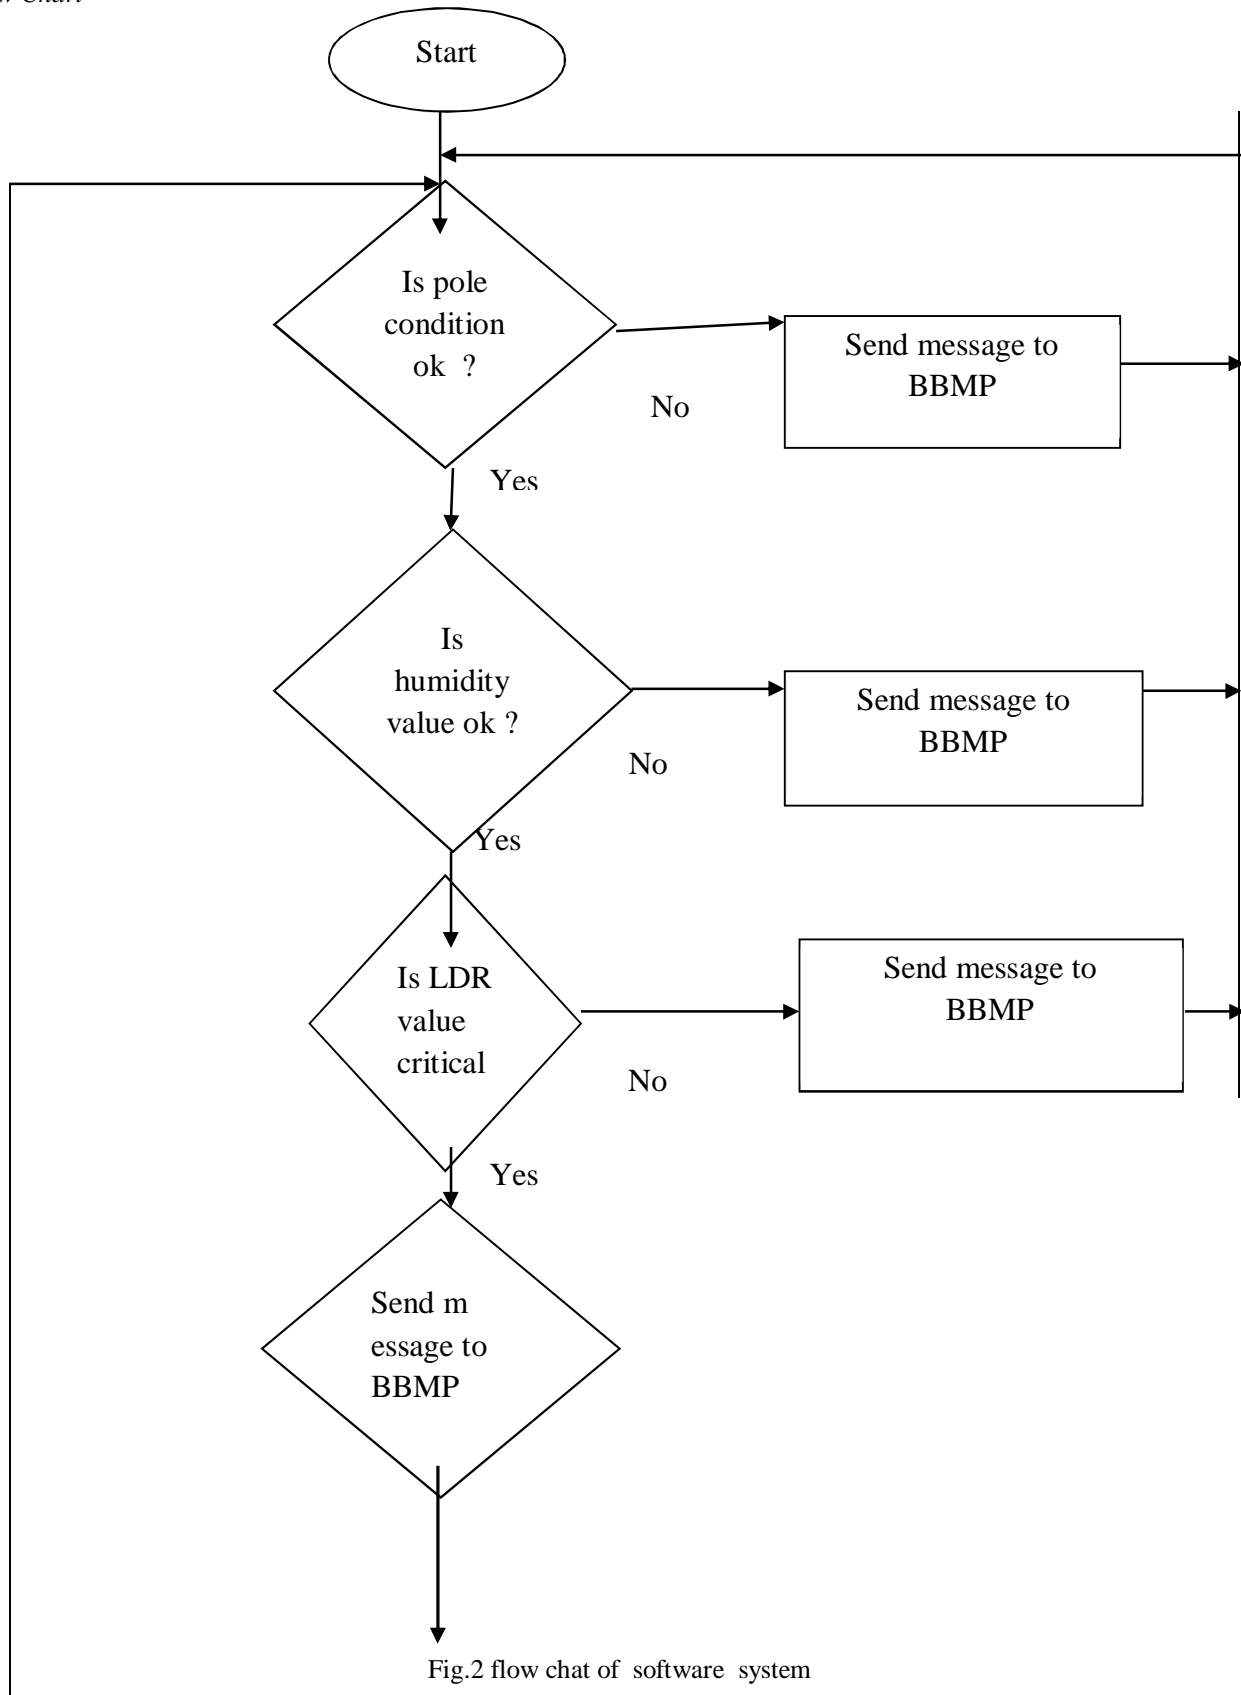 Chart
Start
Is pole
condition
ok ?
Send message to
BBMP
No
Yes
Is
humidity
value ok ?
Send message to
BBMP
No
Yes
Is LDR
value
critical
Send message to
BBMP
No
Yes
Send m
essage to
BBMP
Fig.2 flow chat of software system